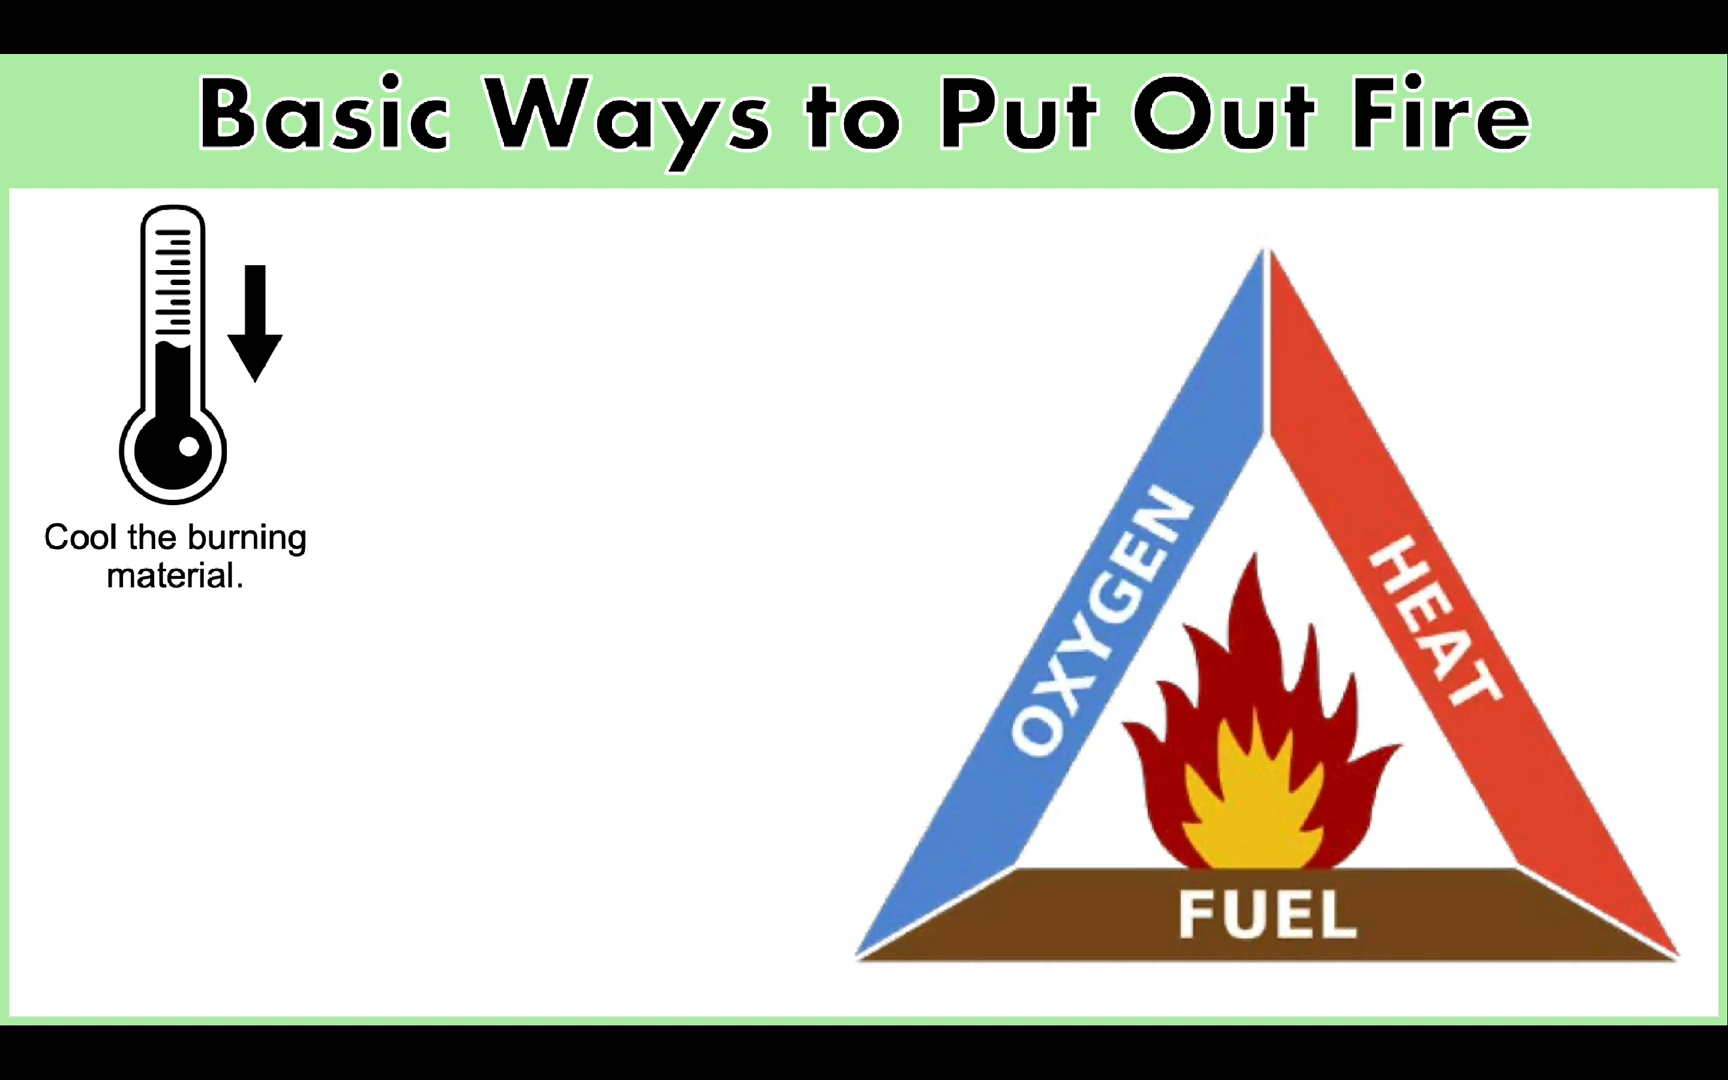 Basic Ways to Put Out Fire
Cool the burning
material.
OXYGEN
HEAT
FUEL